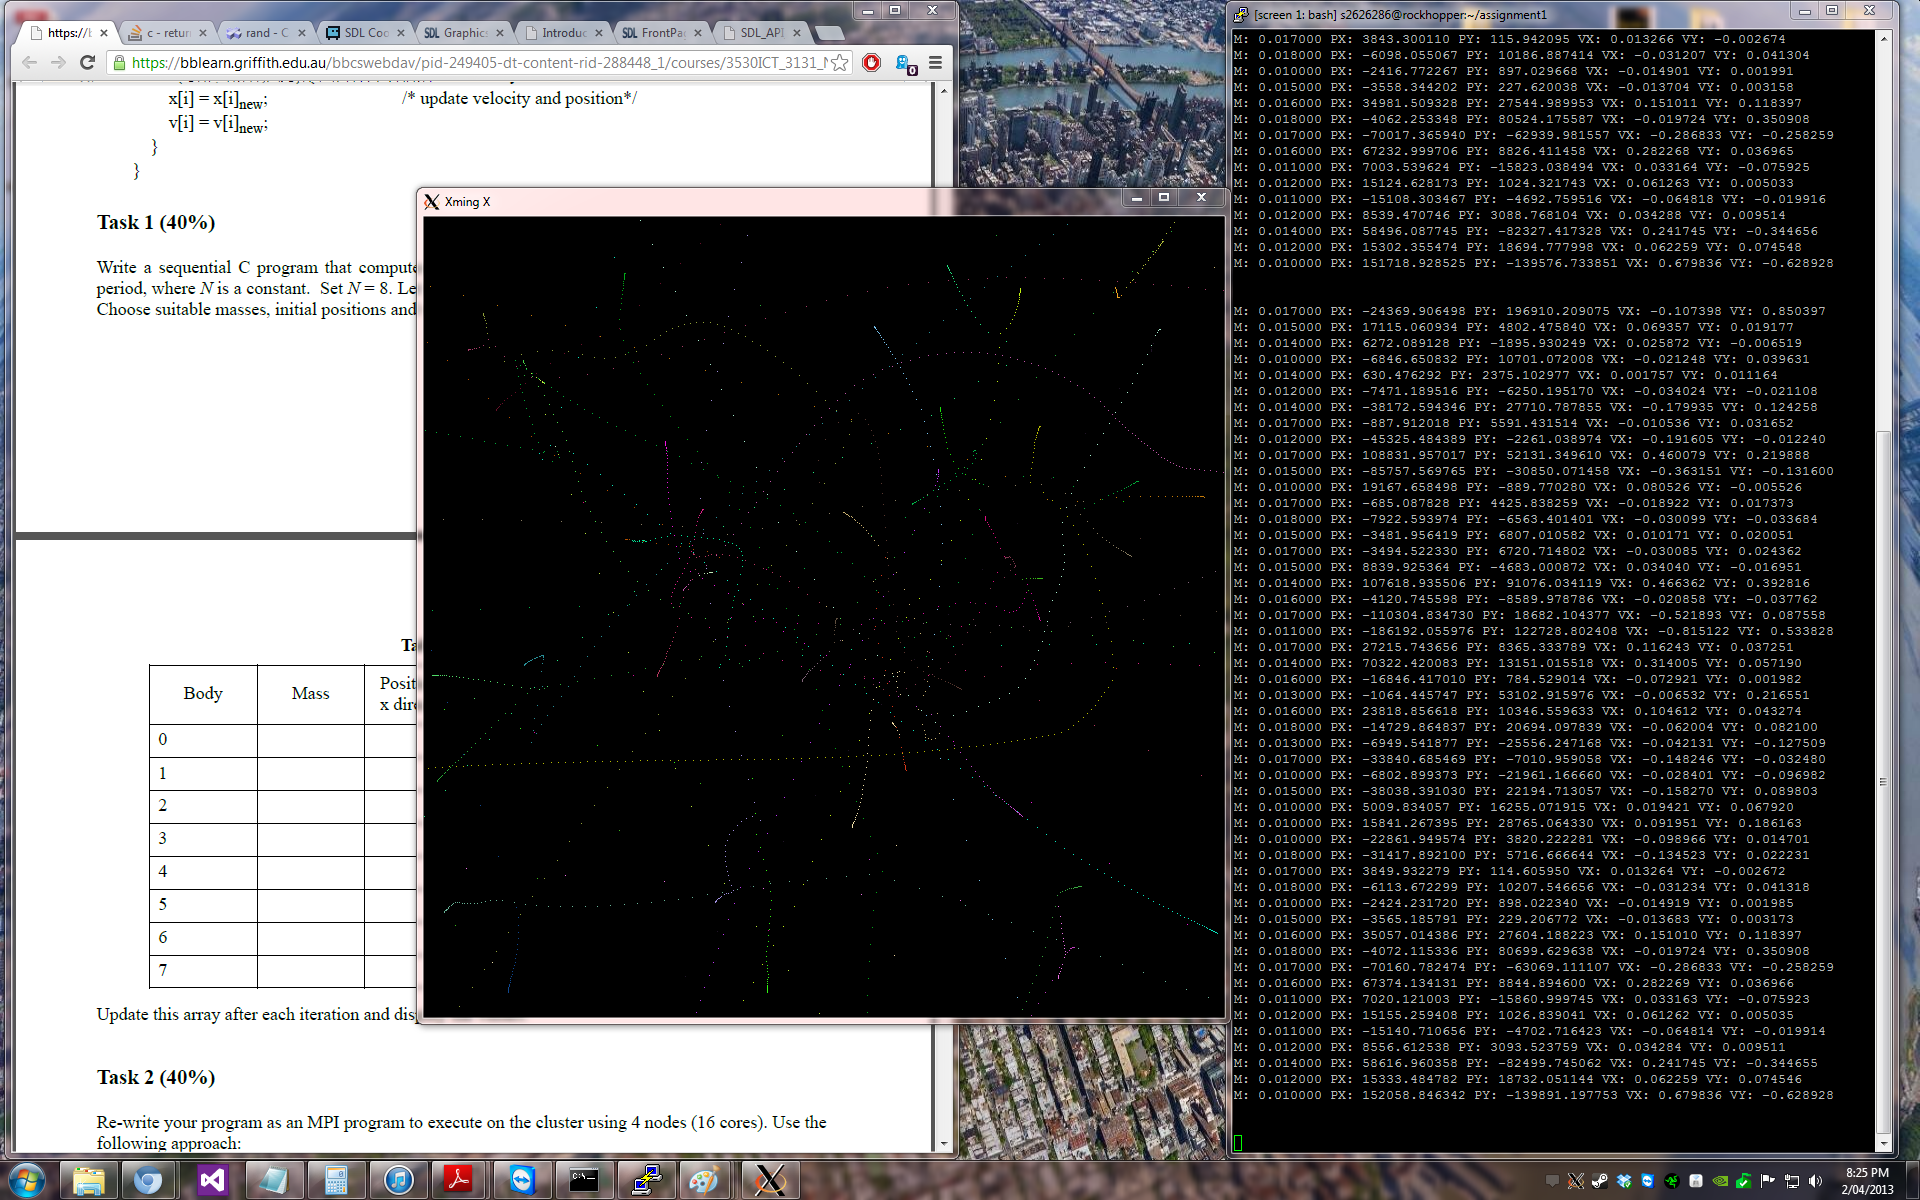 https://b
c - retur
rand - C
SDL Coo
SDL Graphics
Introduc
SDL FrontPa
SDL_API
https://bblearn.griffith.edu.au/bbcswebdav/pid-249405-dt-content-rid-288448_1/courses/3530ICT_3131_
x[i] = x[i]new; /* update velocity and position*/
v[i] = v[i]new;
}
}
Task 1 (40%)
Write a sequential C program that compute
period, where N is a constant. Set N = 8. Le
Choose suitable masses, initial positions and
Ta
Body Mass Posit
x dire
0
1
2
3
4
5
6
7
Update this array after each iteration and disp
Task 2 (40%)
Re-write your program as an MPI program to execute on the cluster using 4 nodes (16 cores). Use the
following approach:
Xming X
[screen 1: bash] s2626286@rockhopper:~/assignment1
M: 0.017000 PX: 3843.300110 PY: 115.942095 VX: 0.013266 VY: -0.002674
M: 0.018000 PX: -6098.055067 PY: 10186.887414 VX: -0.031207 VY: 0.041304
M: 0.010000 PX: -2416.772267 PY: 897.029668 VX: -0.014901 VY: 0.001991
M: 0.015000 PX: -3558.344202 PY: 227.620038 VX: -0.013704 VY: 0.003158
M: 0.016000 PX: 34981.509328 PY: 27544.989953 VX: 0.151011 VY: 0.118397
M: 0.018000 PX: -4062.253348 PY: 80524.175587 VX: -0.019724 VY: 0.350908
M: 0.017000 PX: -70017.365940 PY: -62939.981557 VX: -0.286833 VY: -0.258259
M: 0.016000 PX: 67232.999706 PY: 8826.411458 VX: 0.282268 VY: 0.036965
M: 0.011000 PX: 7003.539624 PY: -15823.038494 VX: 0.033164 VY: -0.075925
M: 0.012000 PX: 15124.628173 PY: 1024.321743 VX: 0.061263 VY: 0.005033
M: 0.011000 PX: -15108.303467 PY: -4692.759516 VX: -0.064818 VY: -0.019916
M: 0.012000 PX: 8539.470746 PY: 3088.768104 VX: 0.034288 VY: 0.009514
M: 0.014000 PX: 58496.087745 PY: -82327.417328 VX: 0.241745 VY: -0.344656
M: 0.012000 PX: 15302.355474 PY: 18694.777998 VX: 0.062259 VY: 0.074548
M: 0.010000 PX: 151718.928525 PY: -139576.733851 VX: 0.679836 VY: -0.628928
M: 0.017000 PX: -24369.906498 PY: 196910.209075 VX: -0.107398 VY: 0.850397
M: 0.015000 PX: 17115.060934 PY: 4802.475840 VX: 0.069357 VY: 0.019177
M: 0.014000 PX: 6272.089128 PY: -1895.930249 VX: 0.025872 VY: -0.006519
M: 0.010000 PX: -6846.650832 PY: 10701.072008 VX: -0.021248 VY: 0.039631
M: 0.014000 PX: 630.476292 PY: 2375.102977 VX: 0.001757 VY: 0.011164
M: 0.012000 PX: -7471.189516 PY: -6250.195170 VX: -0.034024 VY: -0.021108
M: 0.014000 PX: -38172.594346 PY: 27710.787855 VX: -0.179935 VY: 0.124258
M: 0.017000 PX: -887.912018 PY: 5591.431514 VX: -0.010536 VY: 0.031652
M: 0.012000 PX: -45325.484389 PY: -2261.038974 VX: -0.191605 VY: -0.012240
M: 0.017000 PX: 108831.957017 PY: 52131.349610 VX: 0.460079 VY: 0.219888
M: 0.015000 PX: -85757.569765 PY: -30850.071458 VX: -0.363151 VY: -0.131600
M: 0.010000 PX: 19167.658498 PY: -889.770280 VX: 0.080526 VY: -0.005526
M: 0.017000 PX: -685.087828 PY: 4425.838259 VX: -0.018922 VY: 0.017373
M: 0.018000 PX: -7922.593974 PY: -6563.401401 VX: -0.030099 VY: -0.033684
M: 0.015000 PX: -3481.956419 PY: 6807.010582 VX: 0.010171 VY: 0.020051
M: 0.017000 PX: -3494.522330 PY: 6720.714802 VX: -0.030085 VY: 0.024362
M: 0.015000 PX: 8839.925364 PY: -4683.000872 VX: 0.034040 VY: -0.016951
M: 0.014000 PX: 107618.935506 PY: 91076.034119 VX: 0.466362 VY: 0.392816
M: 0.016000 PX: -4120.745598 PY: -8589.978786 VX: -0.020858 VY: -0.037762
M: 0.017000 PX: -110304.834730 PY: 18682.104377 VX: -0.521893 VY: 0.087558
M: 0.011000 PX: -186192.055976 PY: 122728.802408 VX: -0.815122 VY: 0.533828
M: 0.017000 PX: 27215.743656 PY: 8365.333789 VX: 0.116243 VY: 0.037251
M: 0.014000 PX: 70322.420083 PY: 13151.015518 VX: 0.314005 VY: 0.057190
M: 0.016000 PX: -16846.417010 PY: 784.529014 VX: -0.072921 VY: 0.001982
M: 0.013000 PX: -1064.445747 PY: 53102.915976 VX: -0.006532 VY: 0.216551
M: 0.016000 PX: 23818.856618 PY: 10346.559633 VX: 0.104612 VY: 0.043274
M: 0.018000 PX: -14729.864837 PY: 20694.097839 VX: -0.062004 VY: 0.082100
M: 0.013000 PX: -6949.541877 PY: -25556.247168 VX: -0.042131 VY: -0.127509
M: 0.017000 PX: -33840.685469 PY: -7010.959058 VX: -0.148246 VY: -0.032480
M: 0.010000 PX: -6802.899373 PY: -21961.166660 VX: -0.028401 VY: -0.096982
M: 0.015000 PX: -38038.391030 PY: 22194.713057 VX: -0.158270 VY: 0.089803
M: 0.010000 PX: 5009.834057 PY: 16255.071915 VX: 0.019421 VY: 0.067920
M: 0.010000 PX: 15841.267395 PY: 28765.064330 VX: 0.091951 VY: 0.186163
M: 0.010000 PX: -22861.949574 PY: 3820.222281 VX: -0.098966 VY: 0.014701
M: 0.018000 PX: -31417.892100 PY: 5716.666644 VX: -0.134523 VY: 0.022231
M: 0.017000 PX: 3849.932279 PY: 114.605950 VX: 0.013264 VY: -0.002672
M: 0.018000 PX: -6113.672299 PY: 10207.546656 VX: -0.031234 VY: 0.041318
M: 0.010000 PX: -2424.231720 PY: 898.022340 VX: -0.014919 VY: 0.001985
M: 0.015000 PX: -3565.185791 PY: 229.206772 VX: -0.013683 VY: 0.003173
M: 0.016000 PX: 35057.014386 PY: 27604.188223 VX: 0.151010 VY: 0.118397
M: 0.018000 PX: -4072.115336 PY: 80699.629638 VX: -0.019724 VY: 0.350908
M: 0.017000 PX: -70160.782474 PY: -63069.111107 VX: -0.286833 VY: -0.258259
M: 0.016000 PX: 67374.134131 PY: 8844.894600 VX: 0.282269 VY: 0.036966
M: 0.011000 PX: 7020.121003 PY: -15860.999745 VX: 0.033163 VY: -0.075923
M: 0.012000 PX: 15155.259408 PY: 1026.839041 VX: 0.061262 VY: 0.005035
M: 0.011000 PX: -15140.710656 PY: -4702.716423 VX: -0.064814 VY: -0.019914
M: 0.012000 PX: 8556.612538 PY: 3093.523759 VX: 0.034284 VY: 0.009511
M: 0.014000 PX: 58616.960358 PY: -82499.745062 VX: 0.241745 VY: -0.344655
M: 0.012000 PX: 15333.484782 PY: 18732.051144 VX: 0.062259 VY: 0.074546
M: 0.010000 PX: 152058.846342 PY: -139891.197753 VX: 0.679836 VY: -0.628928
8:25 PM
2/04/2013